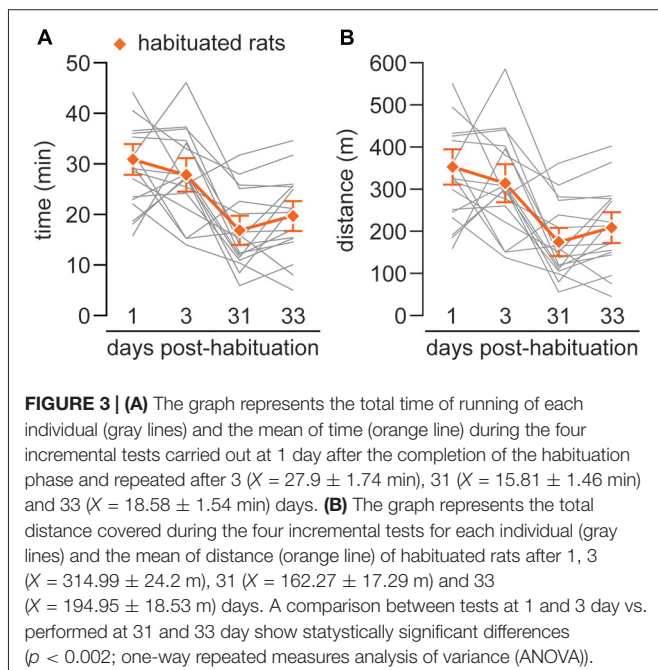 A
habituated rats
50
40
30
20
10
0
time (min)
1 3 31 33
days post-habituation
B
600
500
400
300
200
100
0
distance (m)
1 3 31 33
days post-habituation
FIGURE 3 | (A) The graph represents the total time of running of each
individual (gray lines) and the mean of time (orange line) during the four
incremental tests carried out at 1 day after the completion of the habituation
phase and repeated after 3 (X = 27.9 ± 1.74 min), 31 (15.81 ± 1.46 min)
and 33 (X = 18.58 ± 1.54 min) days. (B) The graph represents the total
distance covered during the four incremental tests for each individual (gray
lines) and the mean of distance (orange line) of habituated rats after 1, 3
(X = 314.99 ± 24.2 m), 31 (X = 162.27 ± 17.29 m) and 33
(X = 194.95 ± 18.53 m) days. A comparison between tests at 1 and 3 day vs.
performed at 31 and 33 day show statystically significant differences
(p < 0.002; one-way repeated measures analysis of variance (ANOVA)).